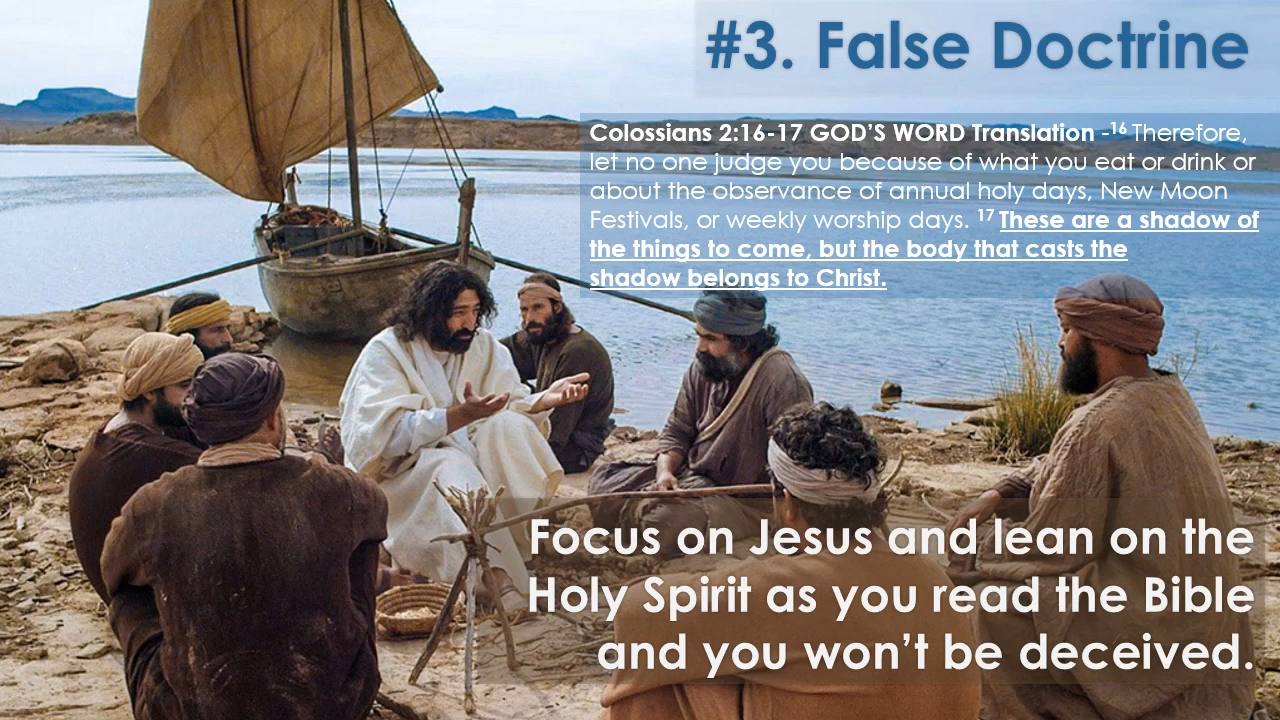 #3. False Doctrine
Colossians 2:16-17 GOD’S WORD Translation -16 Therefore,
let no one judge you because of what you eat or drink or
about the observance of annual holy days, New Moon
Festivals, or weekly worship days. 17 These are a shadow of
the things to come, but the body that casts the
shadow belongs to Christ.
Focus on Jesus and lean on the
Holy Spirit as you read the Bible
and you won’t be deceived.